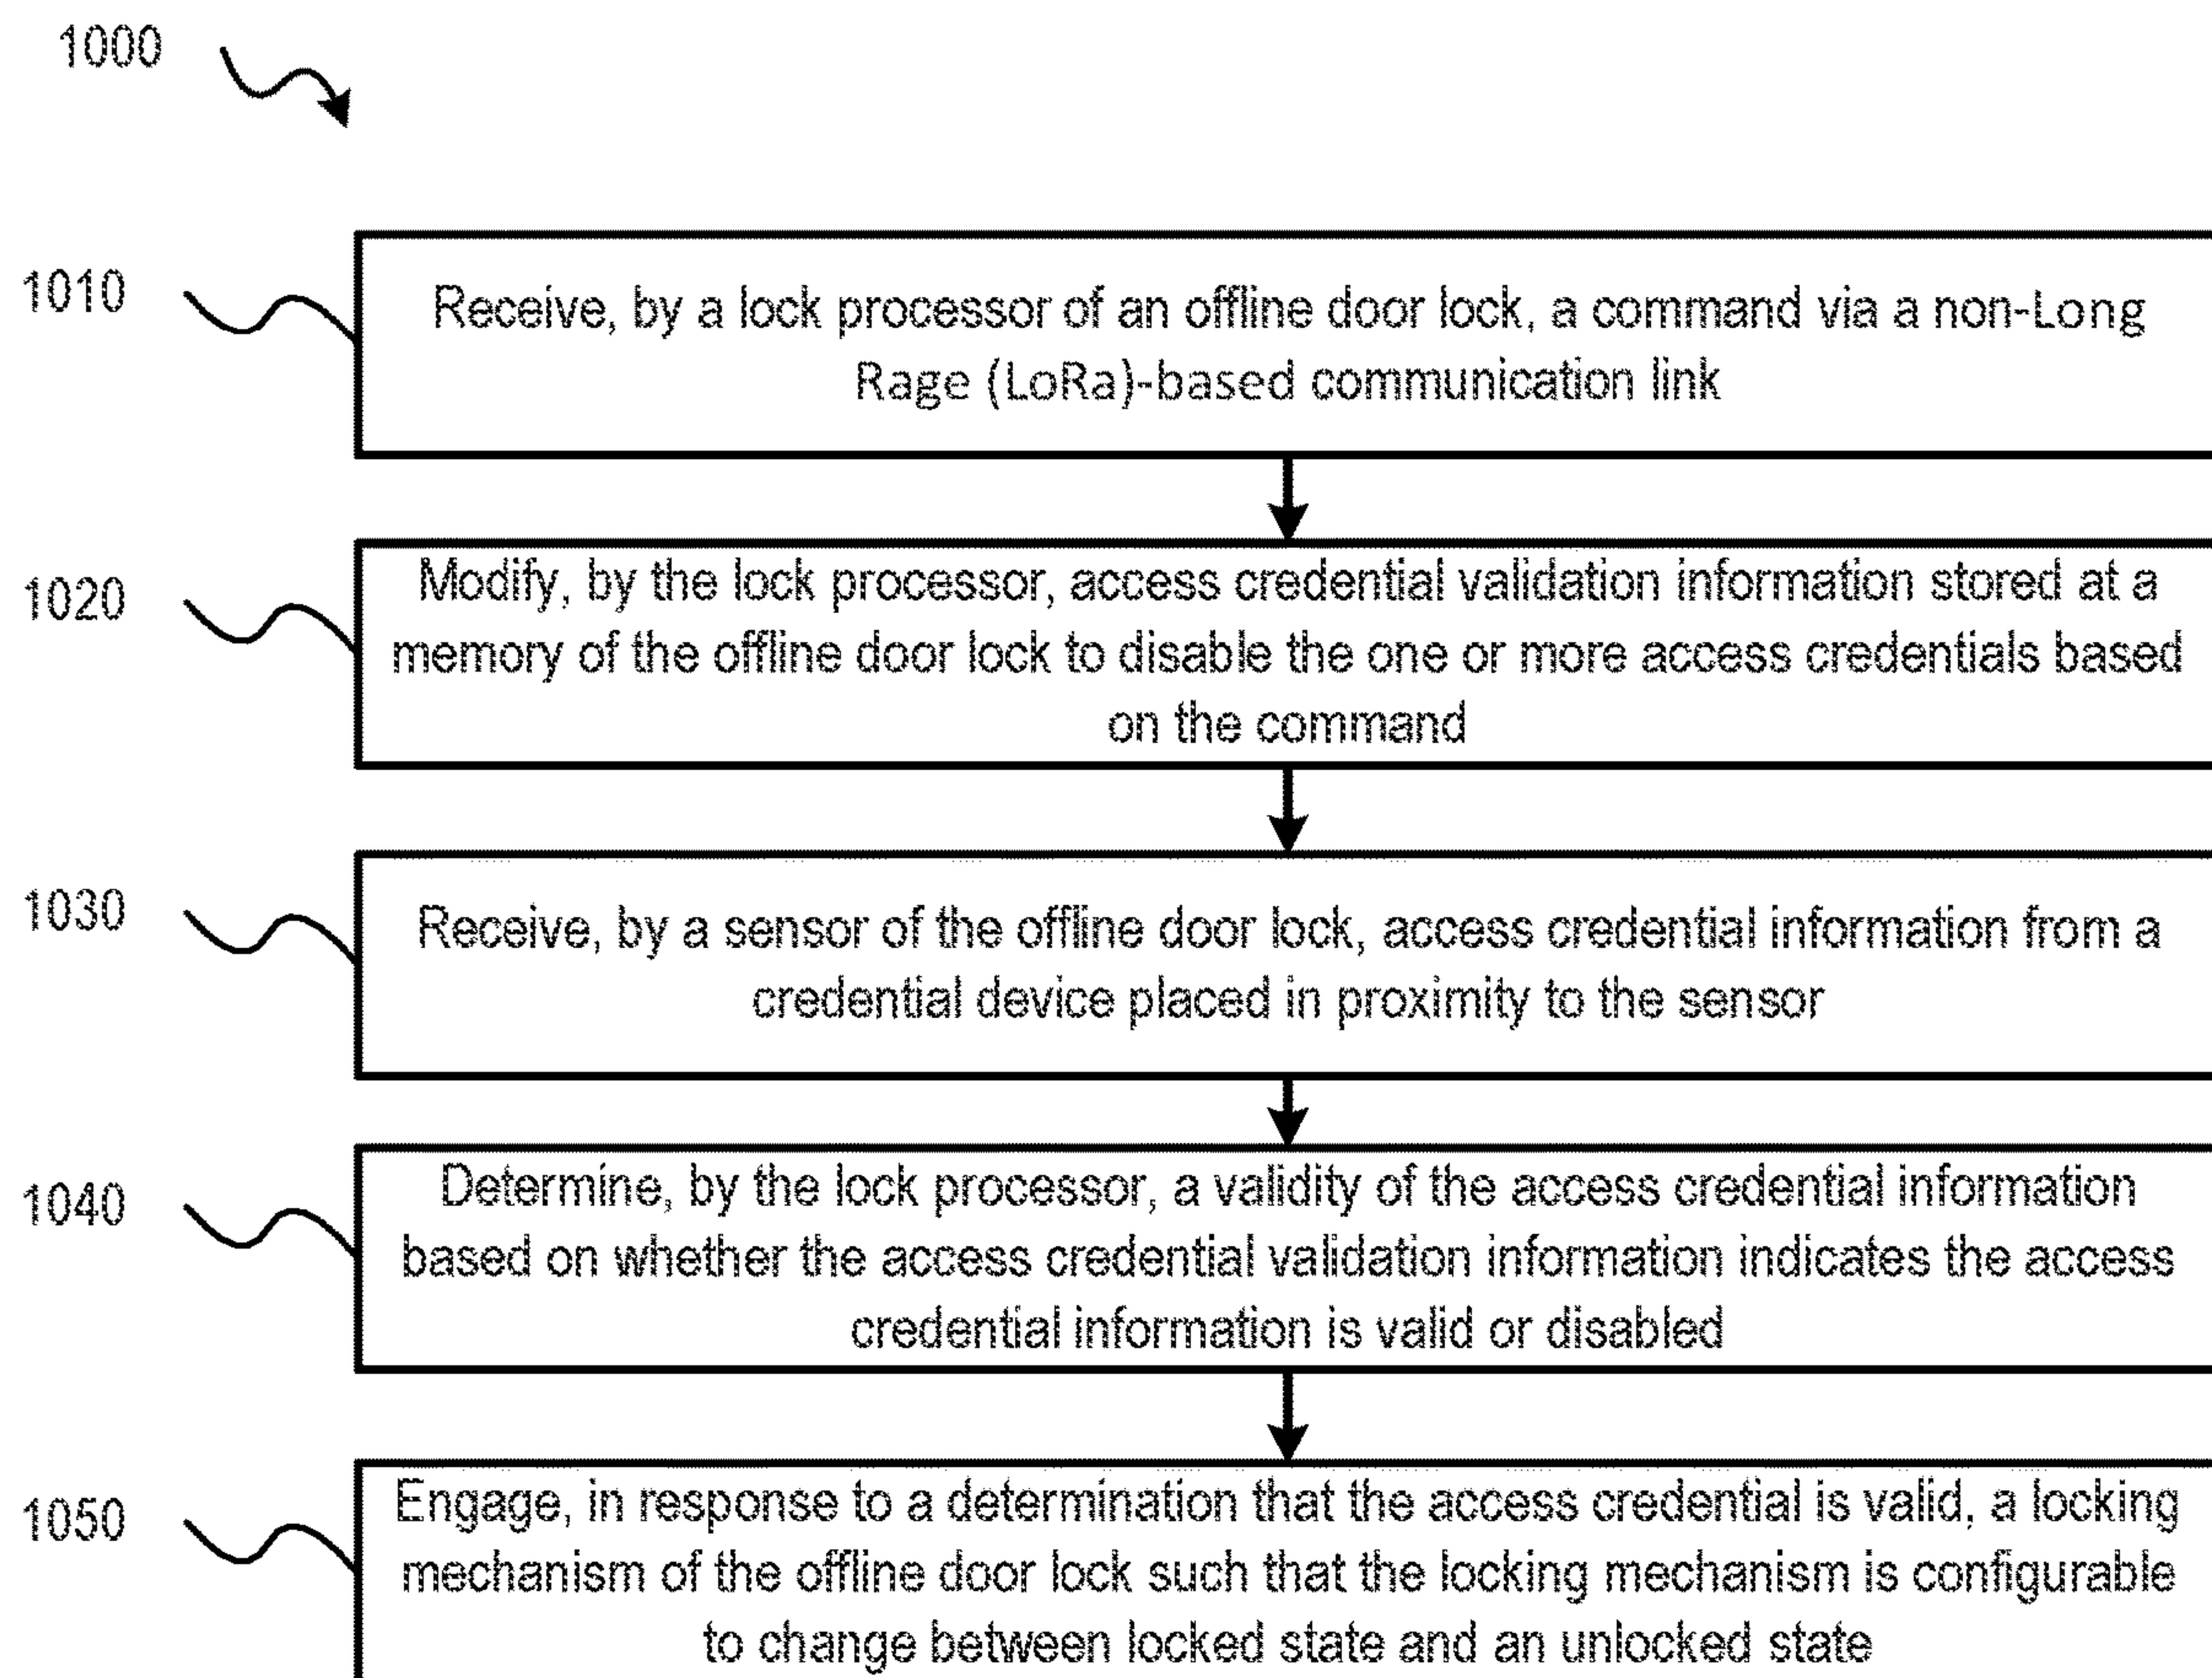 1000
1010
Receive, by a lock processor of an offline door lock, a command via a non-Long
Rage (LoRa)-based communication link
1020
Modify, by the lock processor, access credential validation information stored at a
memory of the offline door lock to disable the one or more access credentials based
on the command
1030
Receive, by a sensor of the offline door lock, access credential information from a
credential device placed in proximity to the sensor
1040
Determine, by the lock processor, a validity of the access credential information
based on whether the access credential validation information indicates the access
credential information is valid or disabled
1050
Engage, in response to a determination that the access credential is valid, a locking
mechanism of the offline door lock such that the locking mechanism is configurable
to change between locked state and an unlocked state